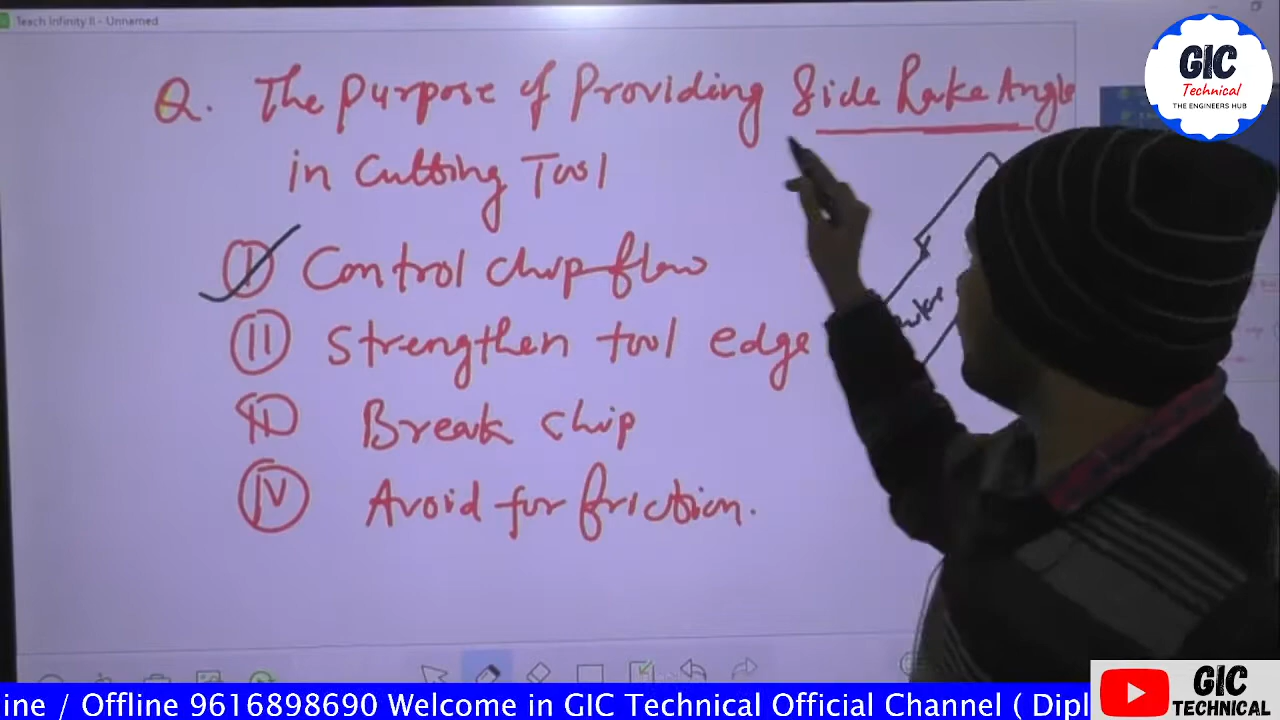 Teach Infinity II - Unnamed
GIC
Technical
THE ENGINEERS HUB
Q. The Purpose of Providing Side Rake Angle
in Cutting Tool
I Control chip flow
II Strengthen tool edge
III Break chip
IV Avoid for friction.
ine / Offline 9616898690 Welcome in GIC Technical Official Channel ( Dipl
GIC
TECHNICAL